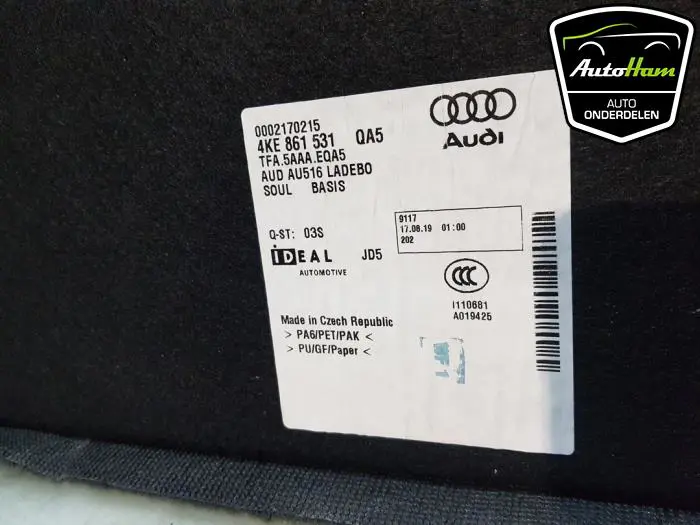 AutoHam
AUTO
ONDERDELEN
0002170215
4KE 861 531 QA5
TFA.5AAA.EQA5
AUD AU516 LADEBO
SOUL BASIS
Audi
Q-ST: 03S
9117
17.08.19 01:00
202
IDEAL JD5
AUTOMOTIVE
CCC
I110681
A019425
Made in Czech Republic
> PA6/PET/PAK <
> PU/GF/Paper <